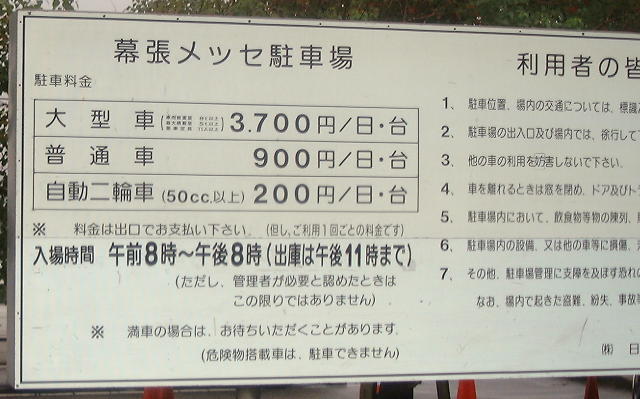 幕張メッセ駐車場
駐車料金
大型車 3.700円／日・台
普通車 900円／日・台
自動二輪車 (50cc.以上) 200円／日・台
※ 料金は出口でお支払い下さい。(但し、ご利用1回ごとの料金です)
入場時間 午前8時〜午後8時(出庫は午後11時まで)
(ただし、管理者が必要と認めたときは
この限りではありません)
※ 満車の場合は、お待ちいただくことがあります.
(危険物搭載車は、駐車できません)
利用者の皆
1、駐車位置、場内の交通については、標識
2、駐車場の出入口及び場内では、徐行して
3、他の車の利用を妨害しないで下さい.
4、車を離れるときは窓を閉め、ドア及びト
5、駐車場内において、飲食物等物の陳列、
6、駐車場内の設備、又は他の車等に損傷、
7、その他、駐車場管理に支障を及ぼす恐れ
なお、場内で起きた盗難、紛失、事故
㈱ 日